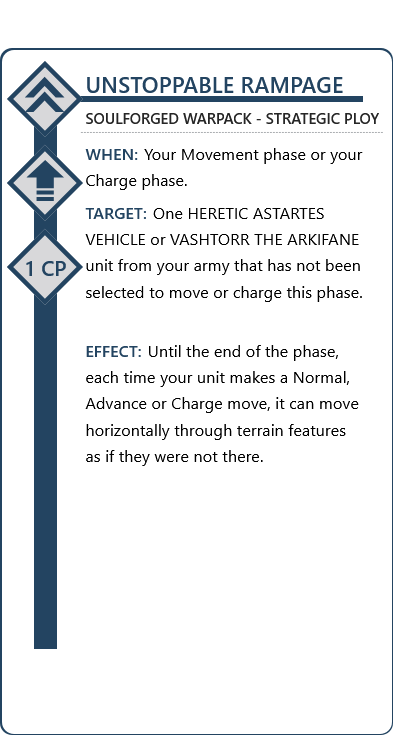 UNSTOPPABLE RAMPAGE
SOULFORGED WARPACK - STRATEGIC PLOY
WHEN: Your Movement phase or your
Charge phase.
TARGET: One HERETIC ASTARTES
VEHICLE or VASHTORR THE ARKIFANE
unit from your army that has not been
selected to move or charge this phase.
EFFECT: Until the end of the phase,
each time your unit makes a Normal,
Advance or Charge move, it can move
horizontally through terrain features
as if they were not there.
1 CP